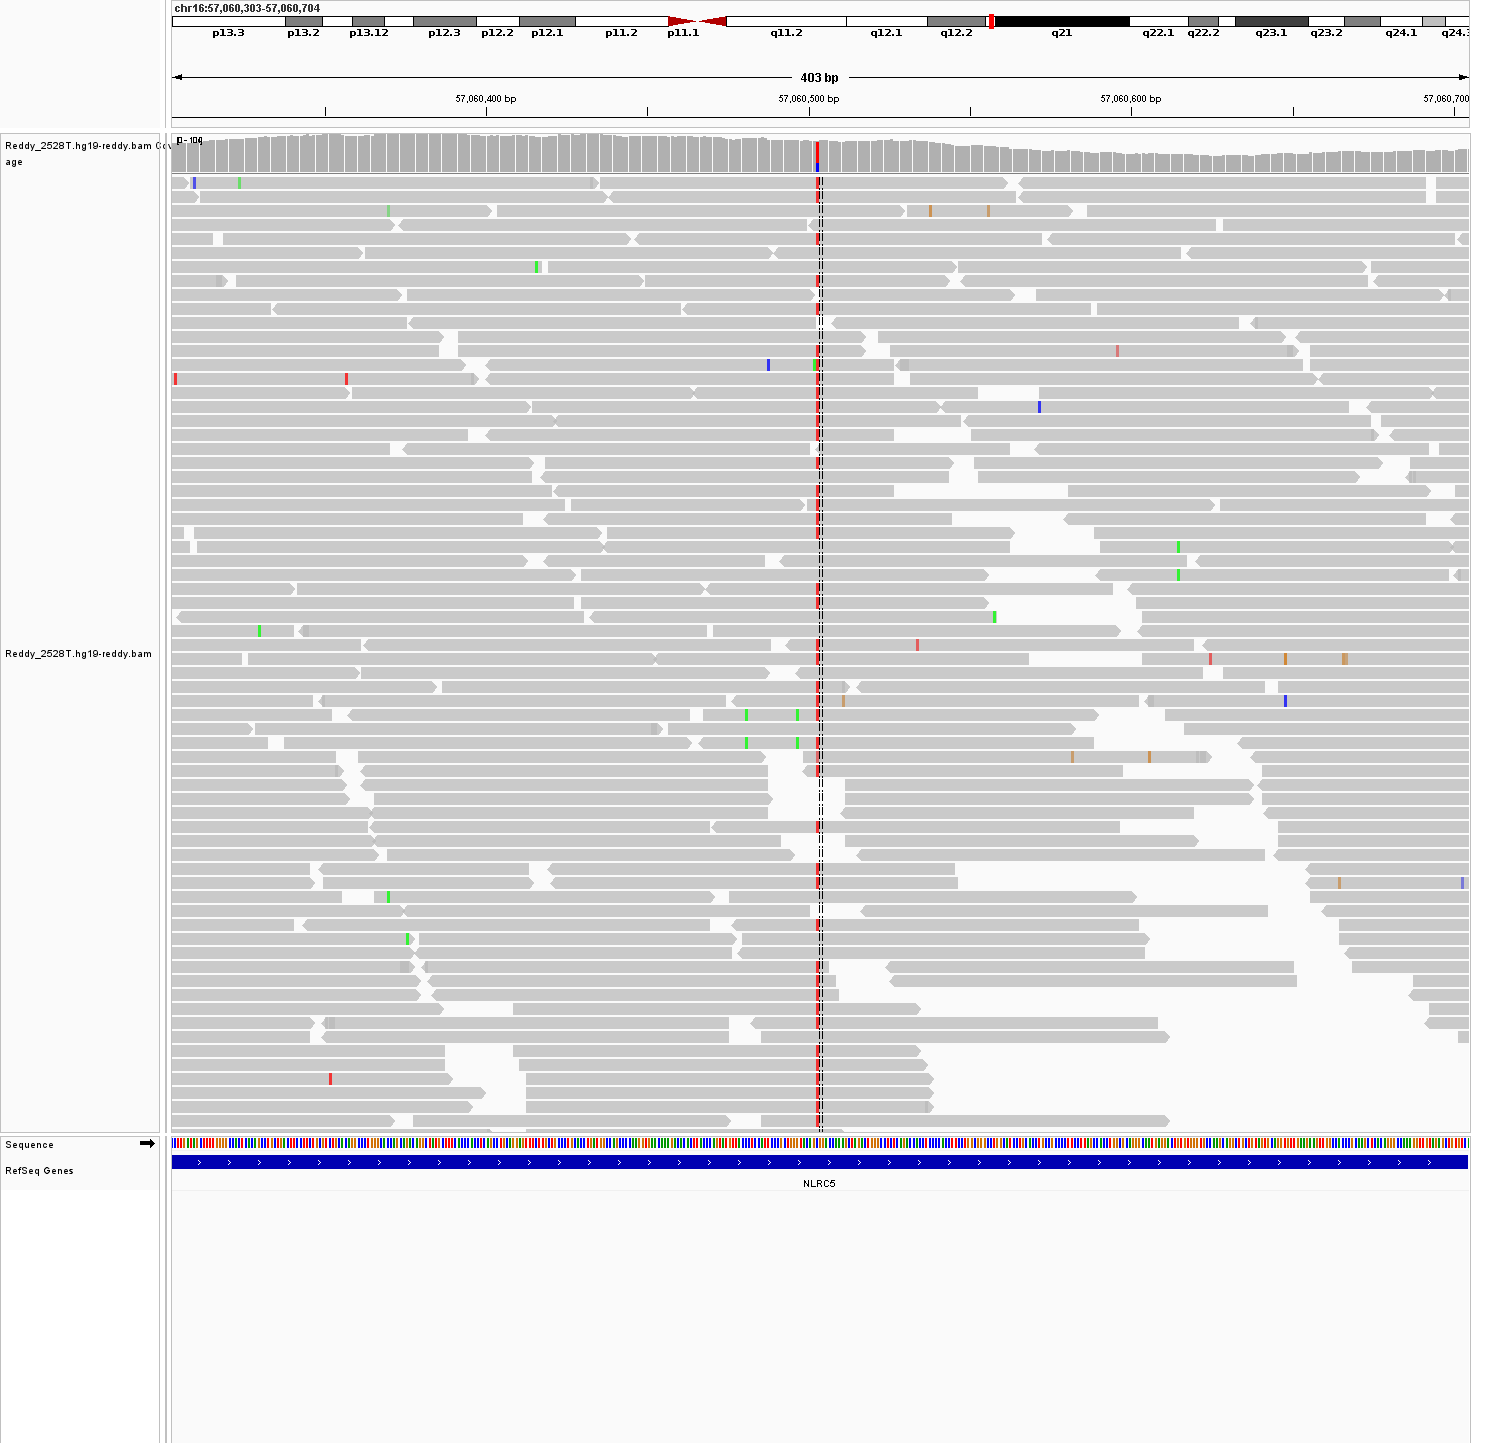 chr16:57,060,303-57,060,704
p13.3 p13.2 p13.12 p12.3 p12.2 p12.1 p11.2 p11.1 q11.2 q12.1 q12.2 q21 q22.1 q22.2 q23.1 q23.2 q24.1 q24.3
403 bp
57,060,400 bp 57,060,500 bp 57,060,600 bp 57,060,700
Reddy_2528T.hg19-reddy.bam Cov
age
Reddy_2528T.hg19-reddy.bam
Sequence
RefSeq Genes
NLRC5